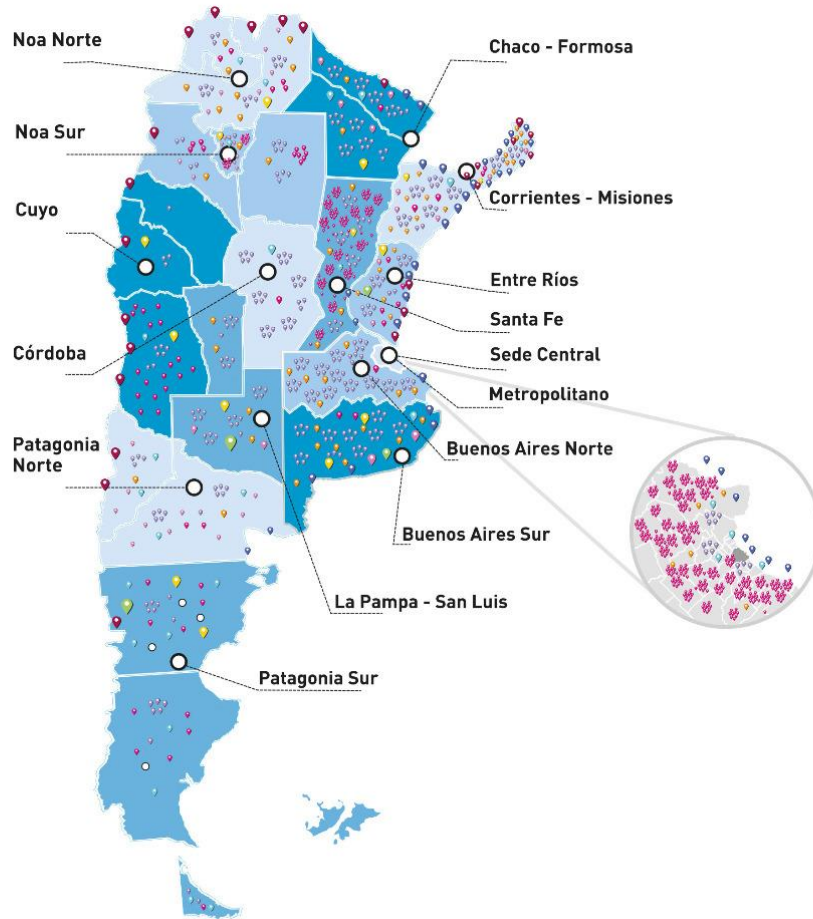 Noa Norte
Noa Sur
Cuyo
Córdoba
Patagonia
Norte
Chaco - Formosa
Corrientes - Misiones
Entre Ríos
Santa Fe
Sede Central
Metropolitano
Buenos Aires Norte
Buenos Aires Sur
La Pampa - San Luis
Patagonia Sur